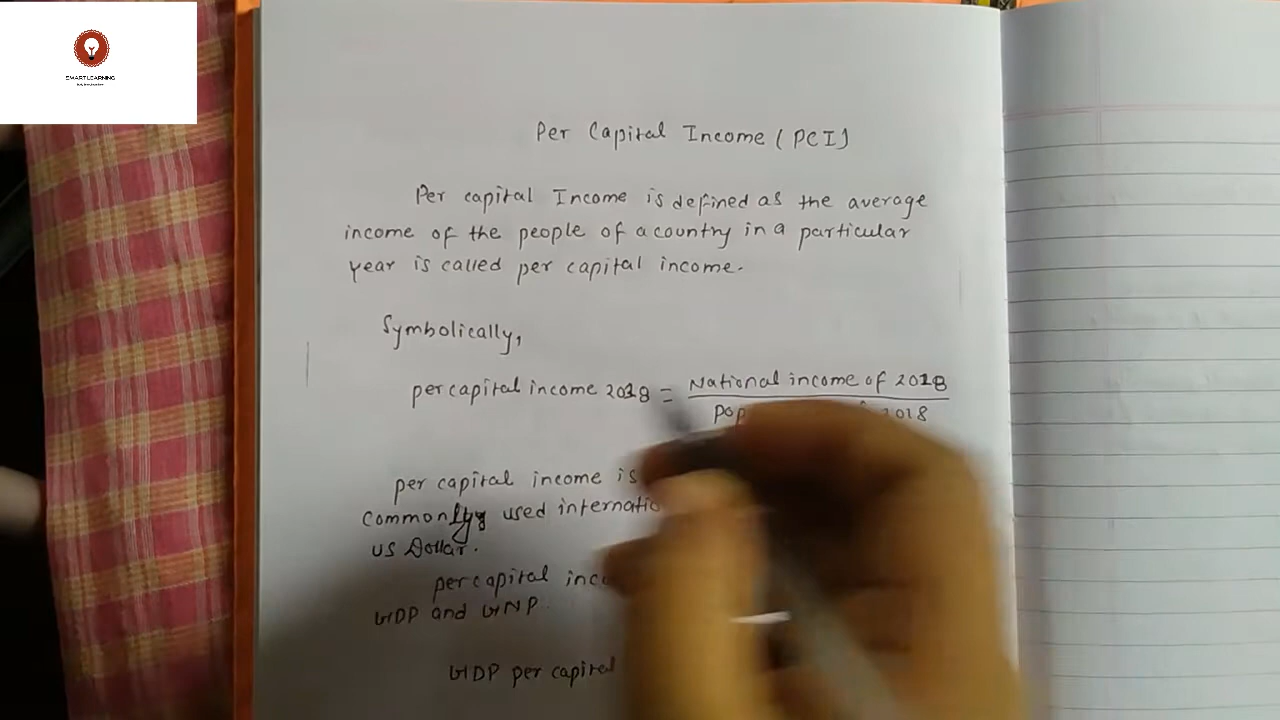 SMART LEARNING
Per Capital Income (PCI)
Per capital Income is defined as the average
income of the people of a country in a particular
year is called per capital income.
Symbolically,
per capital income 2018 = National income of 2018
2018
per capital income is
commonly used
US Dollar.
per capital
GDP and GNP
GDP per capital